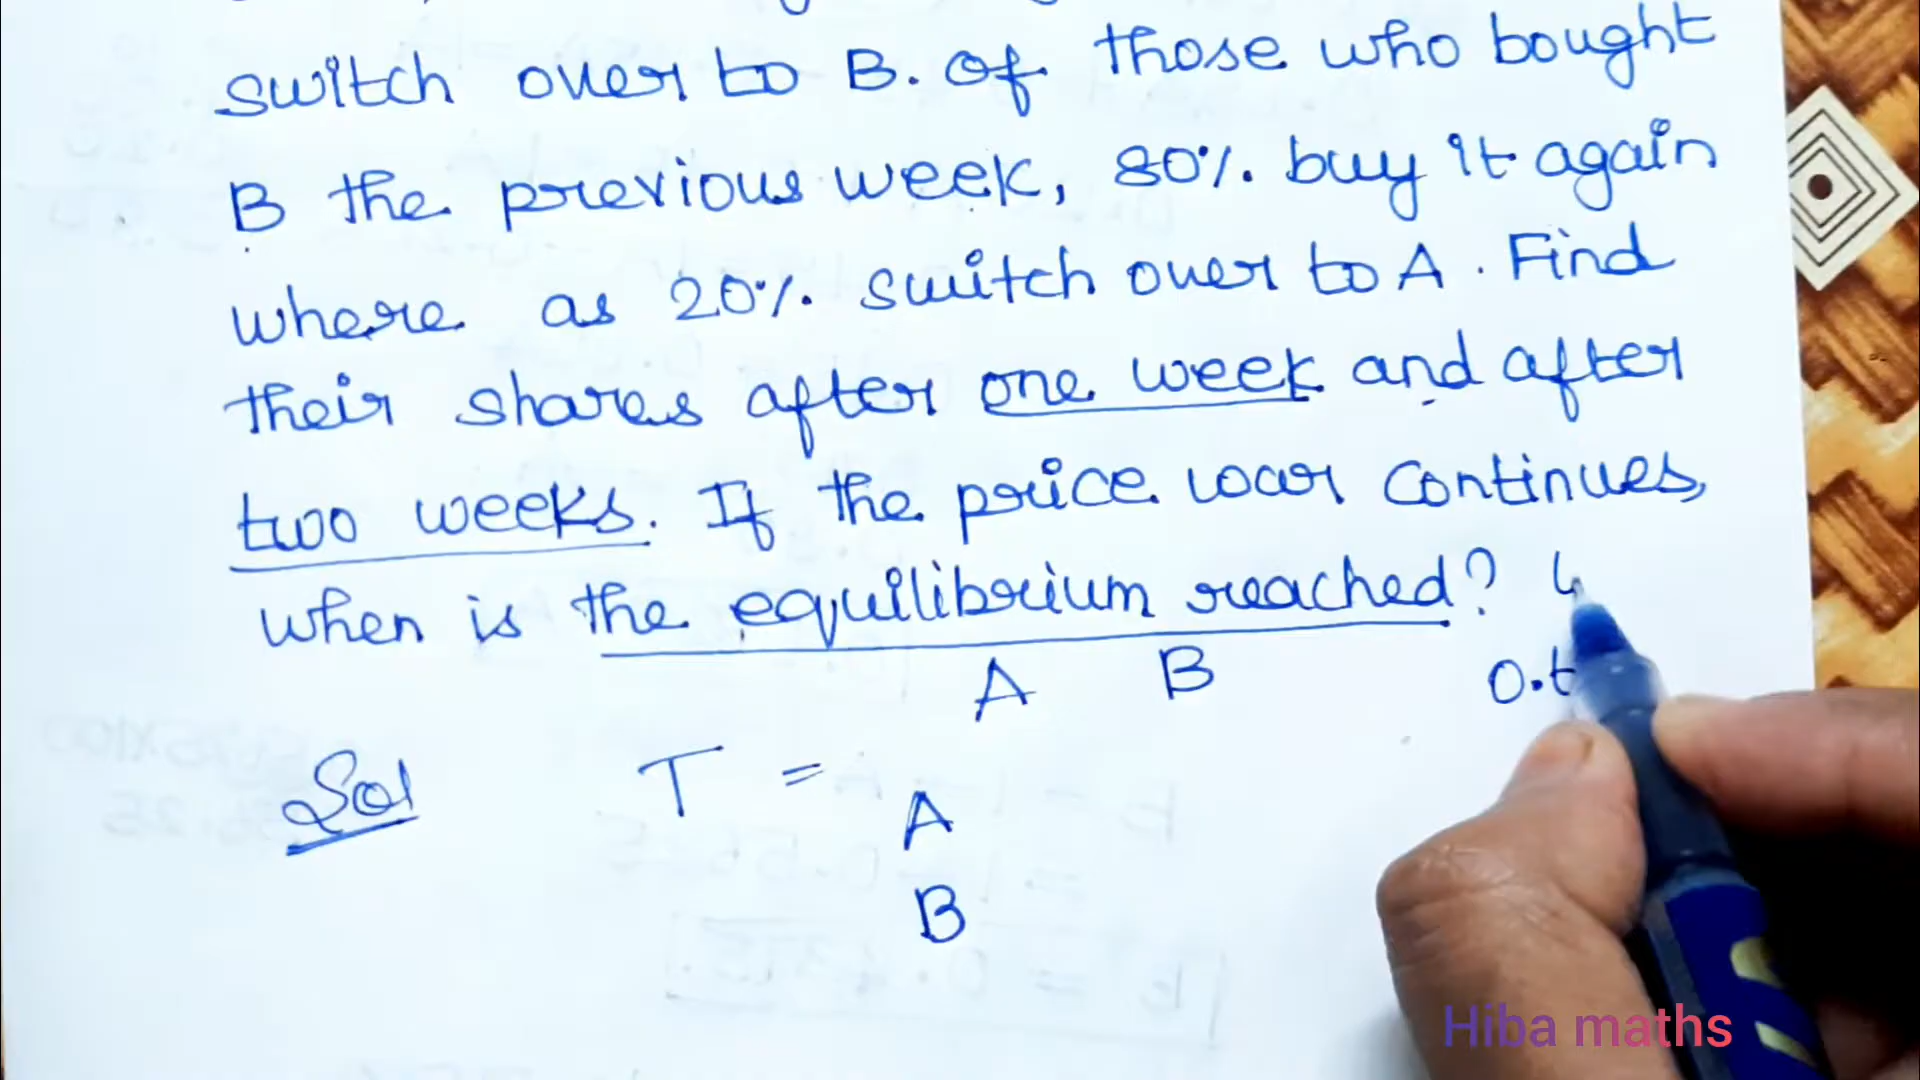 switch over to B. Of those who bought
B the previous week, 80%. buy it again
where as 20%. switch over to A. Find
their shares after one week and after
two weeks. If the price war continues,
when is the equilibrium reached?
A B
Sol T =
A
B
Hiba maths